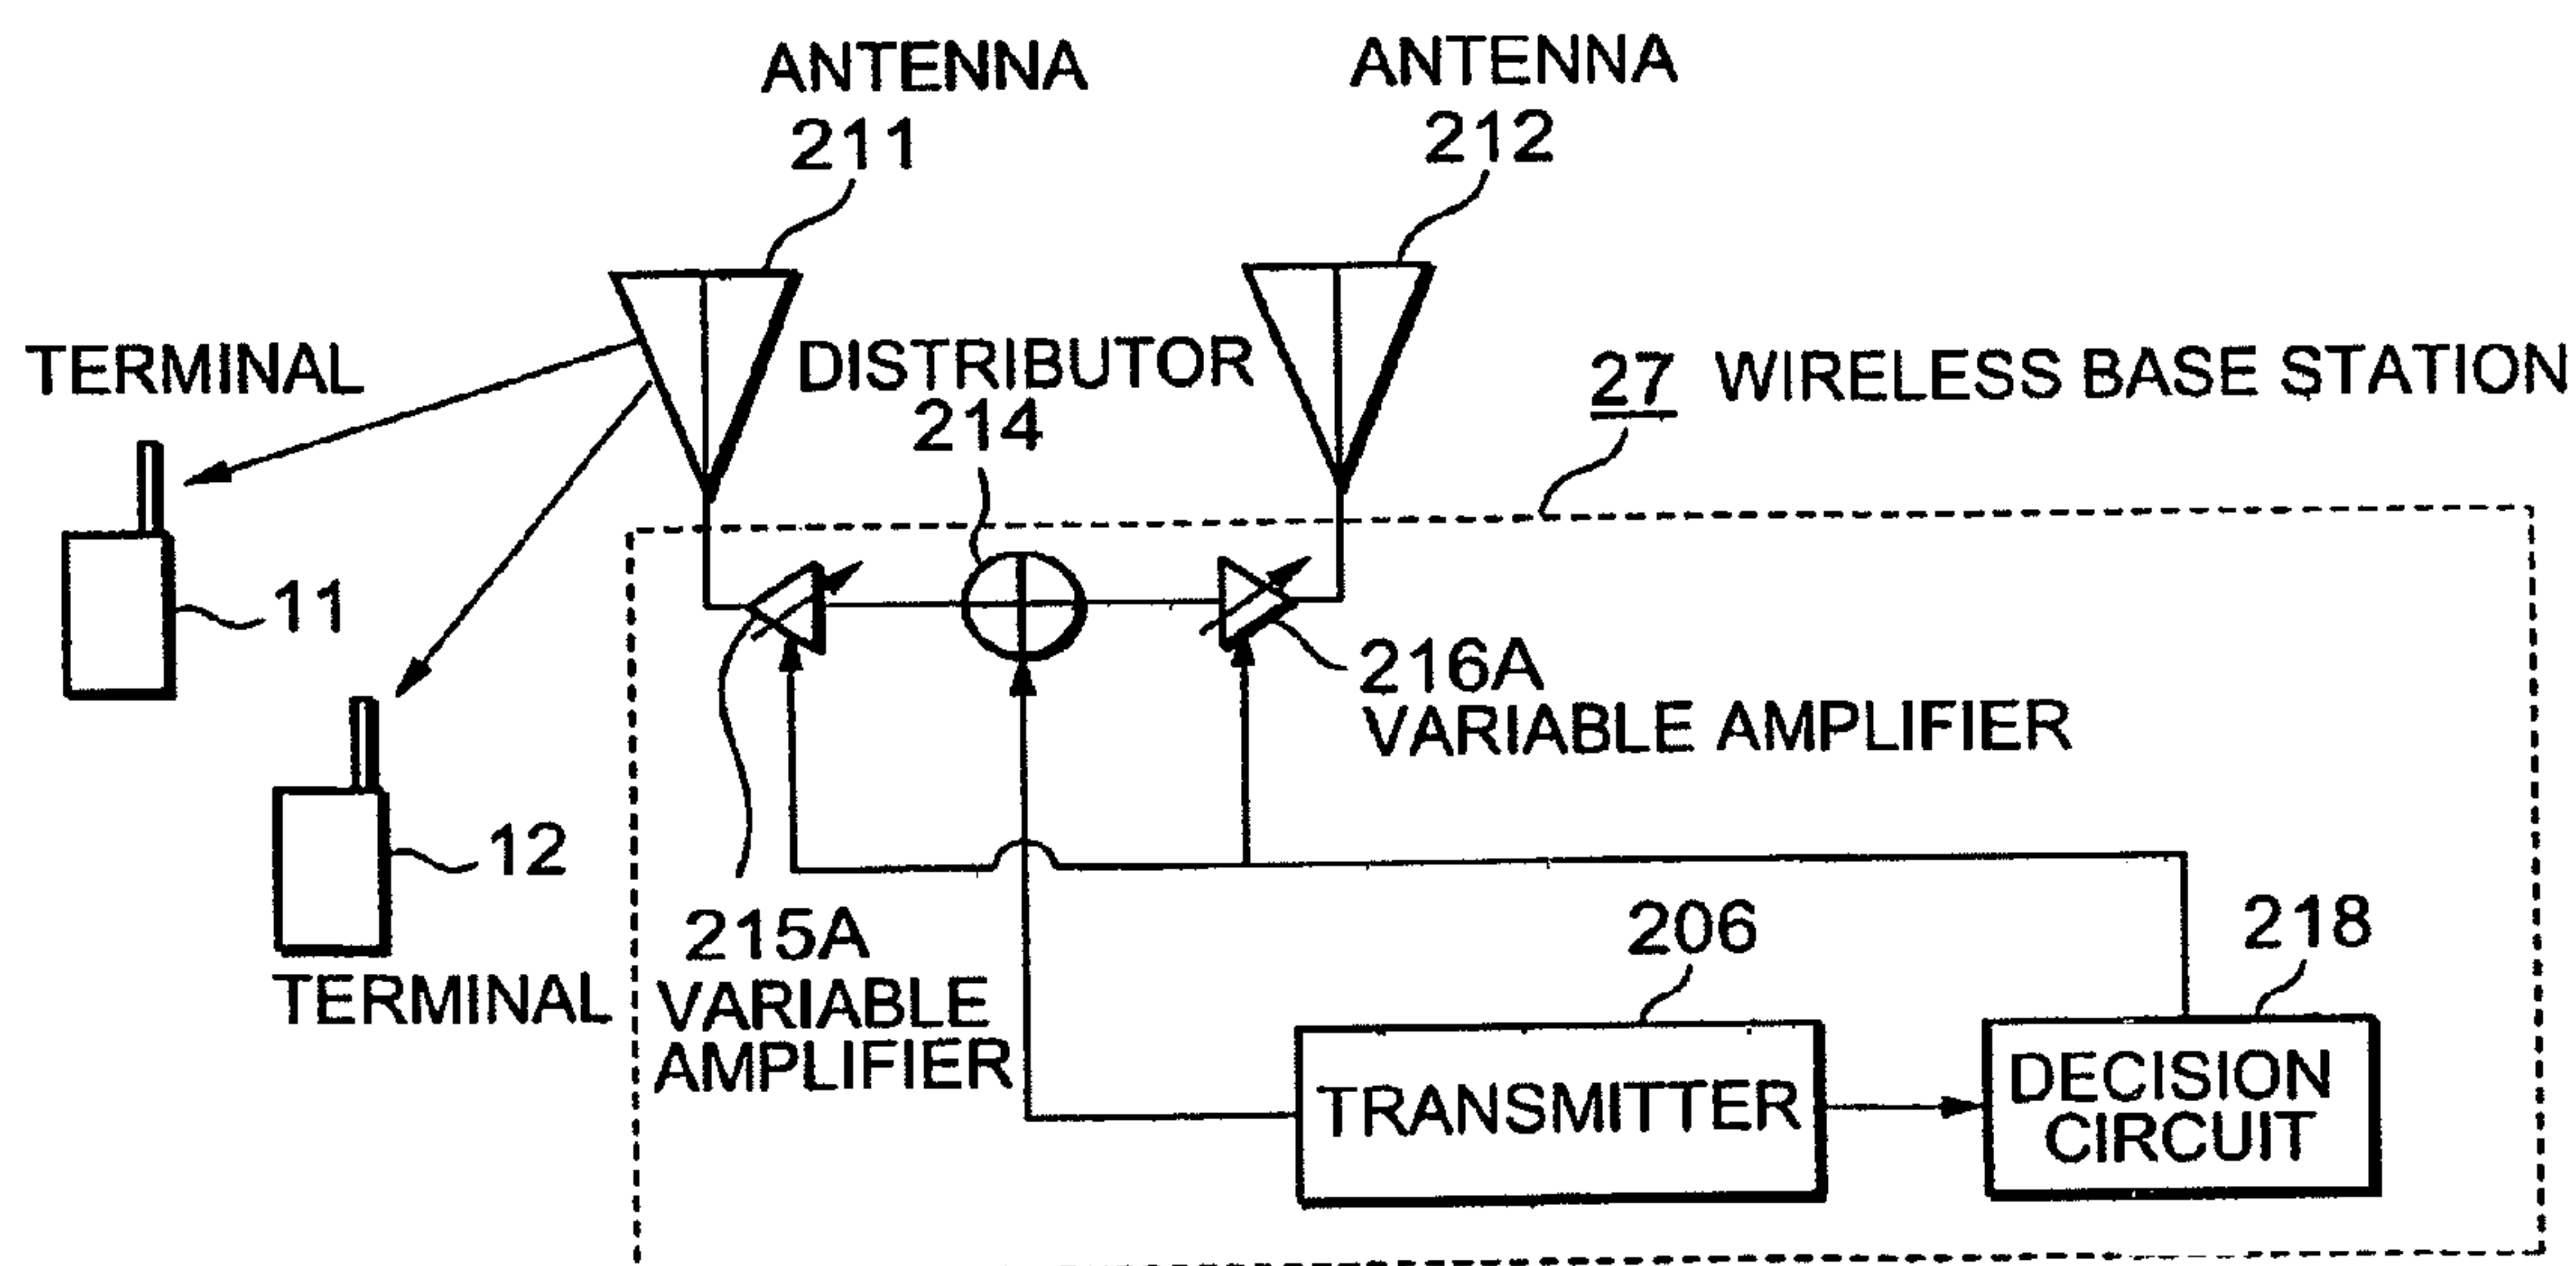 ANTENNA
211
ANTENNA
212
TERMINAL
DISTRIBUTOR
214
27 WIRELESS BASE STATION
11
216A
VARIABLE AMPLIFIER
12
TERMINAL
215A
VARIABLE
AMPLIFIER
206
218
TRANSMITTER
DECISION
CIRCUIT